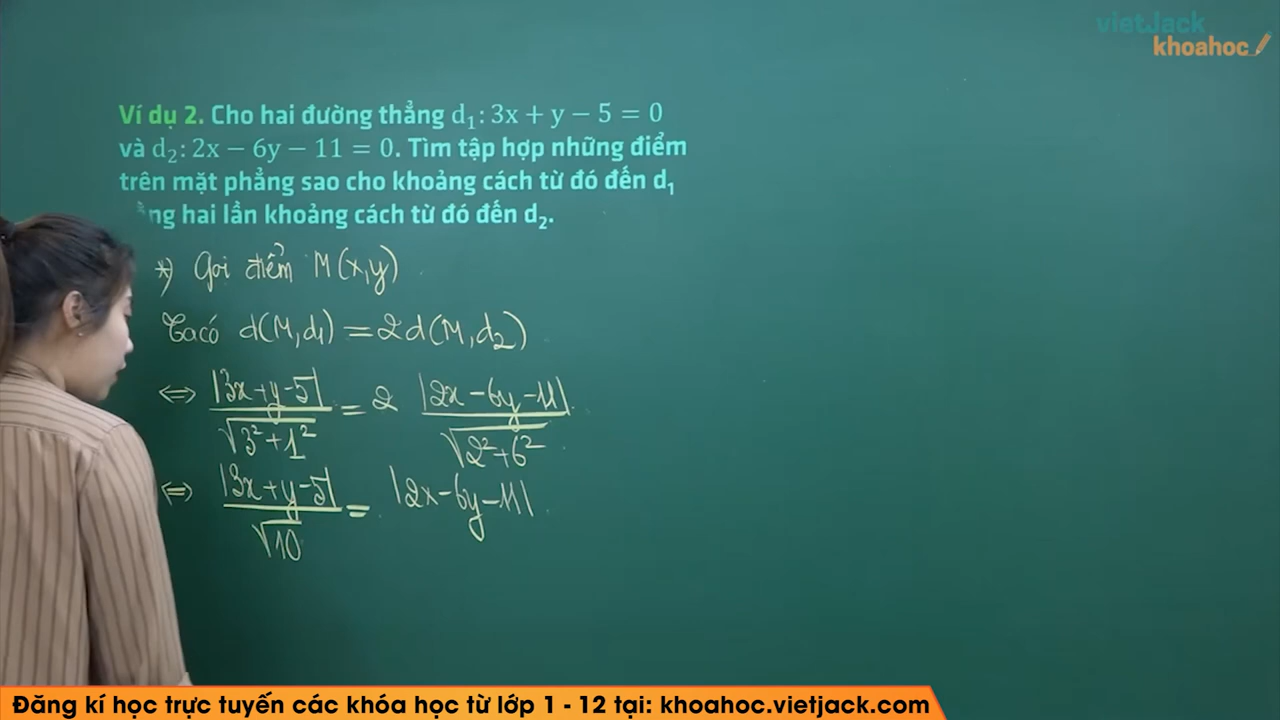 vietJack
khoahoc
Ví dụ 2. Cho hai đường thẳng d₁: 3x + y − 5 = 0
và d₂: 2x − 6y − 11 = 0. Tìm tập hợp những điểm
trên mặt phẳng sao cho khoảng cách từ đó đến d₁
hai lần khoảng cách từ đó đến d₂.
*) Gọi điểm M(x,y)
Ta có d(M,d₁) = 2d(M,d₂)
⇔ |3x+y-5|/√(3²+1²) = 2 |2x-6y-11|/√(2²+6²)
⇔ |3x+y-5|/√10 = |2x-6y-11|
Đăng kí học trực tuyến các khóa học từ lớp 1 - 12 tại: khoahoc.vietjack.com